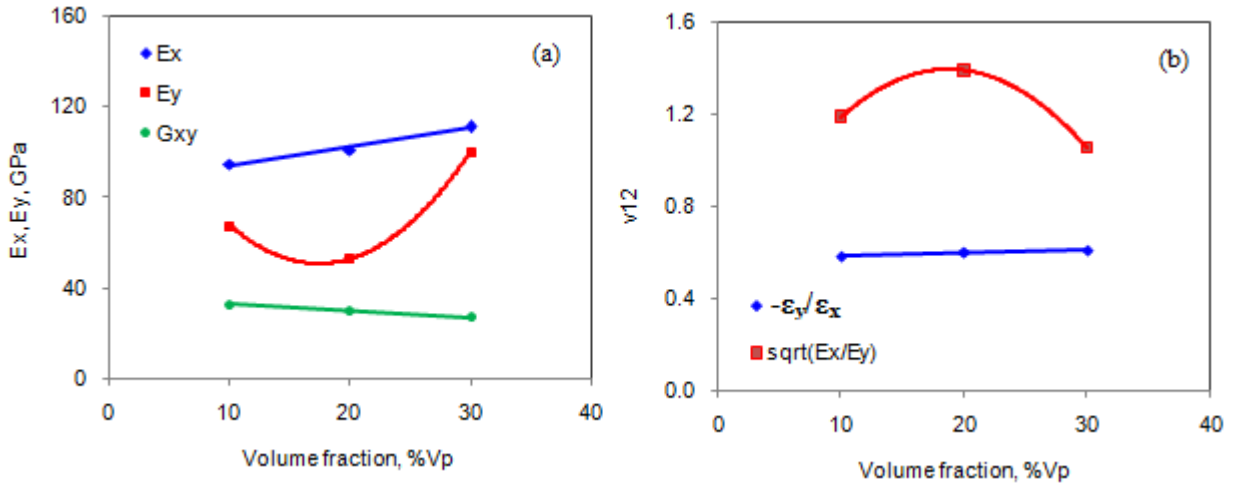 160
120
80
40
0
Ex, Ey, GPa
Ex
Ey
Gxy
(a)
0 10 20 30 40
Volume fraction, %Vp
1.6
1.2
0.8
0.4
0.0
v12
(b)
-εy/εx
sqrt(Ex/Ey)
0 10 20 30 40
Volume fraction, %Vp